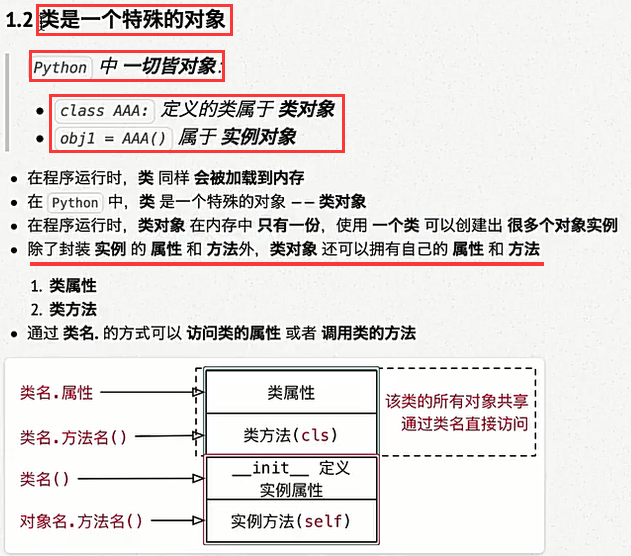 1.2 类是一个特殊的对象
Python 中 一切皆对象:
class AAA: 定义的类属于 类对象
obj1 = AAA() 属于 实例对象
在程序运行时，类 同样 会被加载到内存
在 Python 中，类 是一个特殊的对象 —— 类对象
在程序运行时，类对象 在内存中 只有一份，使用 一个类 可以创建出 很多个对象实例
除了封装 实例 的 属性 和 方法外，类对象 还可以拥有自己的 属性 和 方法
1. 类属性
2. 类方法
通过 类名. 的方式可以 访问类的属性 或者 调用类的方法
类名.属性
类属性
类名.方法名()
类方法(cls)
该类的所有对象共享
通过类名直接访问
类名()
__init__ 定义
实例属性
对象名.方法名()
实例方法(self)